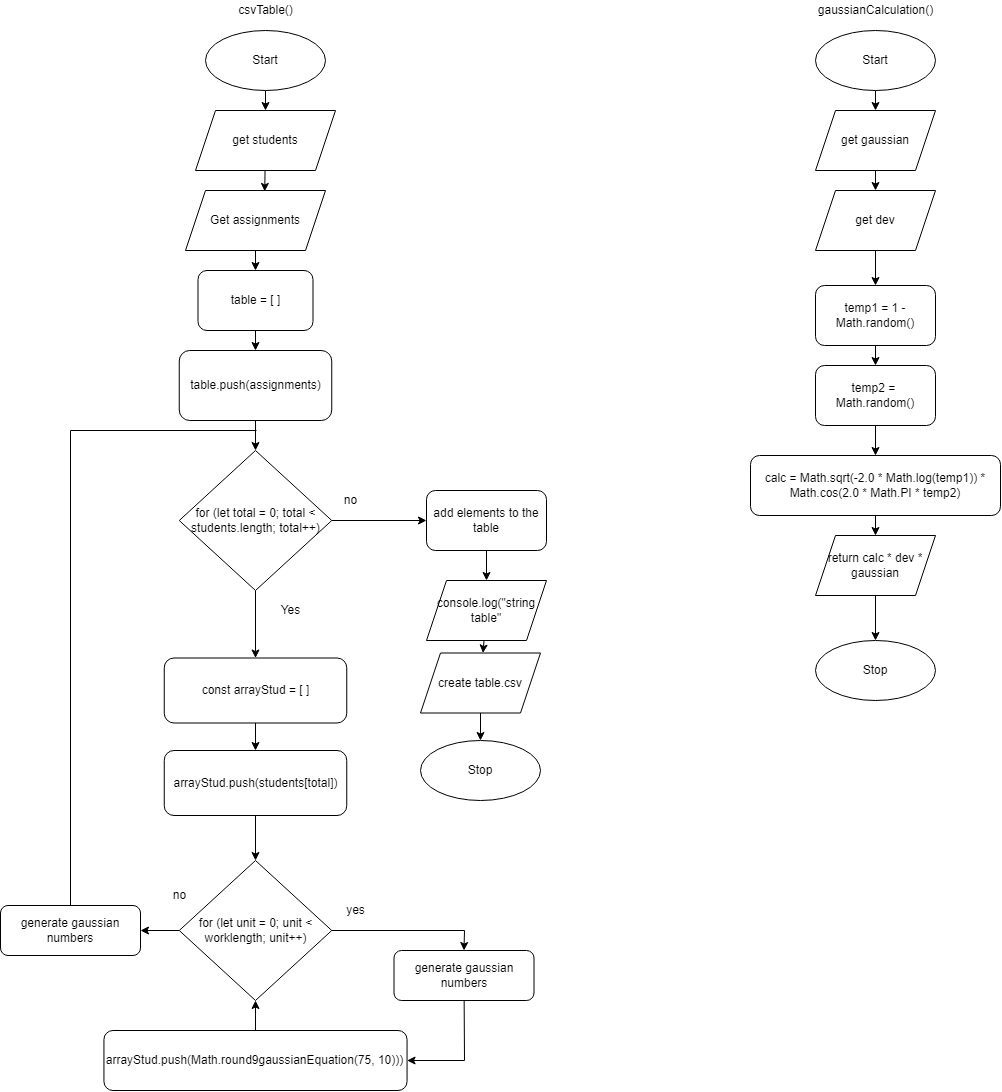 csvTable()
Start
get students
Get assignments
table = [ ]
table.push(assignments)
for (let total = 0; total <
students.length; total++)
no
add elements to the
table
console.log("string
table"
create table.csv
Stop
Yes
const arrayStud = [ ]
arrayStud.push(students[total])
for (let unit = 0; unit <
worklength; unit++)
no
generate gaussian
numbers
yes
generate gaussian
numbers
arrayStud.push(Math.round9gaussianEquation(75, 10)))
gaussianCalculation()
Start
get gaussian
get dev
temp1 = 1 -
Math.random()
temp2 =
Math.random()
calc = Math.sqrt(-2.0 * Math.log(temp1)) *
Math.cos(2.0 * Math.PI * temp2)
return calc * dev *
gaussian
Stop